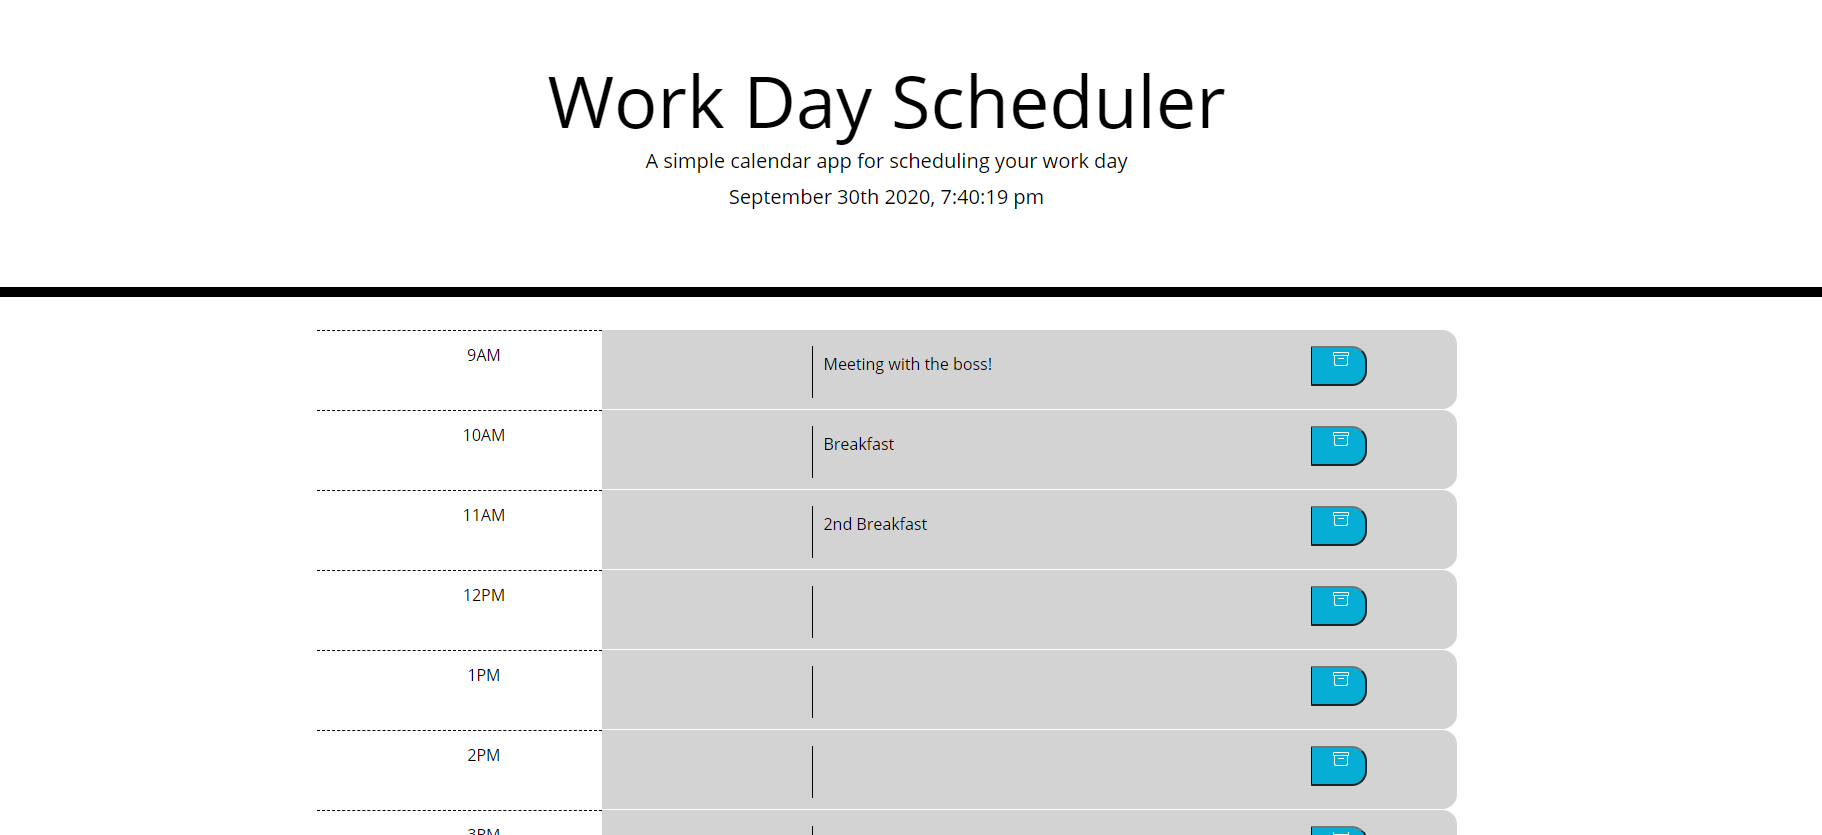 Work Day Scheduler
A simple calendar app for scheduling your work day
September 30th 2020, 7:40:19 pm
9AM
Meeting with the boss!
10AM
Breakfast
11AM
2nd Breakfast
12PM
1PM
2PM
3PM